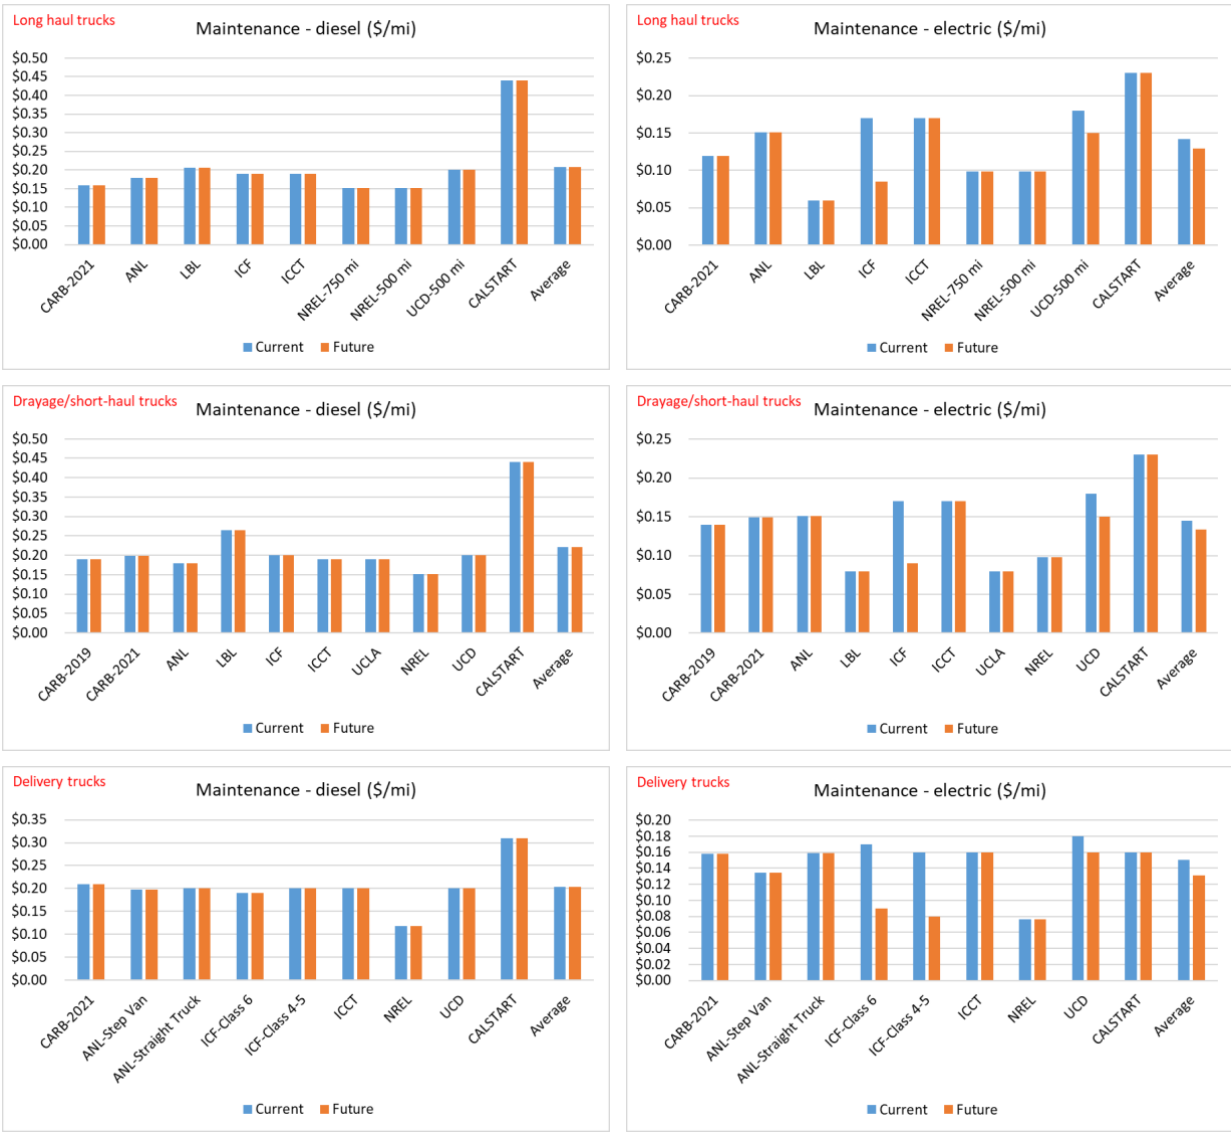 Long haul trucks
Maintenance - diesel ($/mi)
$0.50
$0.45
$0.40
$0.35
$0.30
$0.25
$0.20
$0.15
$0.10
$0.05
$0.00
CARB-2021
ANL
LBL
ICF
ICCT
NREL-750 mi
NREL-500 mi
UCD-500 mi
CALSTART
Average
Current Future
Long haul trucks
Maintenance - electric ($/mi)
$0.25
$0.20
$0.15
$0.10
$0.05
$0.00
CARB-2021
ANL
LBL
ICF
ICCT
NREL-750 mi
NREL-500 mi
UCD-500 mi
CALSTART
Average
Current Future
Drayage/short-haul trucks
Maintenance - diesel ($/mi)
$0.50
$0.45
$0.40
$0.35
$0.30
$0.25
$0.20
$0.15
$0.10
$0.05
$0.00
CARB-2019
CARB-2021
ANL
LBL
ICF
ICCT
UCLA
NREL
UCD
CALSTART
Average
Current Future
Drayage/short-haul trucks
Maintenance - electric ($/mi)
$0.25
$0.20
$0.15
$0.10
$0.05
$0.00
CARB-2019
CARB-2021
ANL
LBL
ICF
ICCT
UCLA
NREL
UCD
CALSTART
Average
Current Future
Delivery trucks
Maintenance - diesel ($/mi)
$0.35
$0.30
$0.25
$0.20
$0.15
$0.10
$0.05
$0.00
CARB-2021
ANL-Step Van
ANL-Straight Truck
ICF-Class 6
ICF-Class 4-5
ICCT
NREL
UCD
CALSTART
Average
Current Future
Delivery trucks
Maintenance - electric ($/mi)
$0.20
$0.18
$0.16
$0.14
$0.12
$0.10
$0.08
$0.06
$0.04
$0.02
$0.00
CARB-2021
ANL-Step Van
ANL-Straight Truck
ICF-Class 6
ICF-Class 4-5
ICCT
NREL
UCD
CALSTART
Average
Current Future